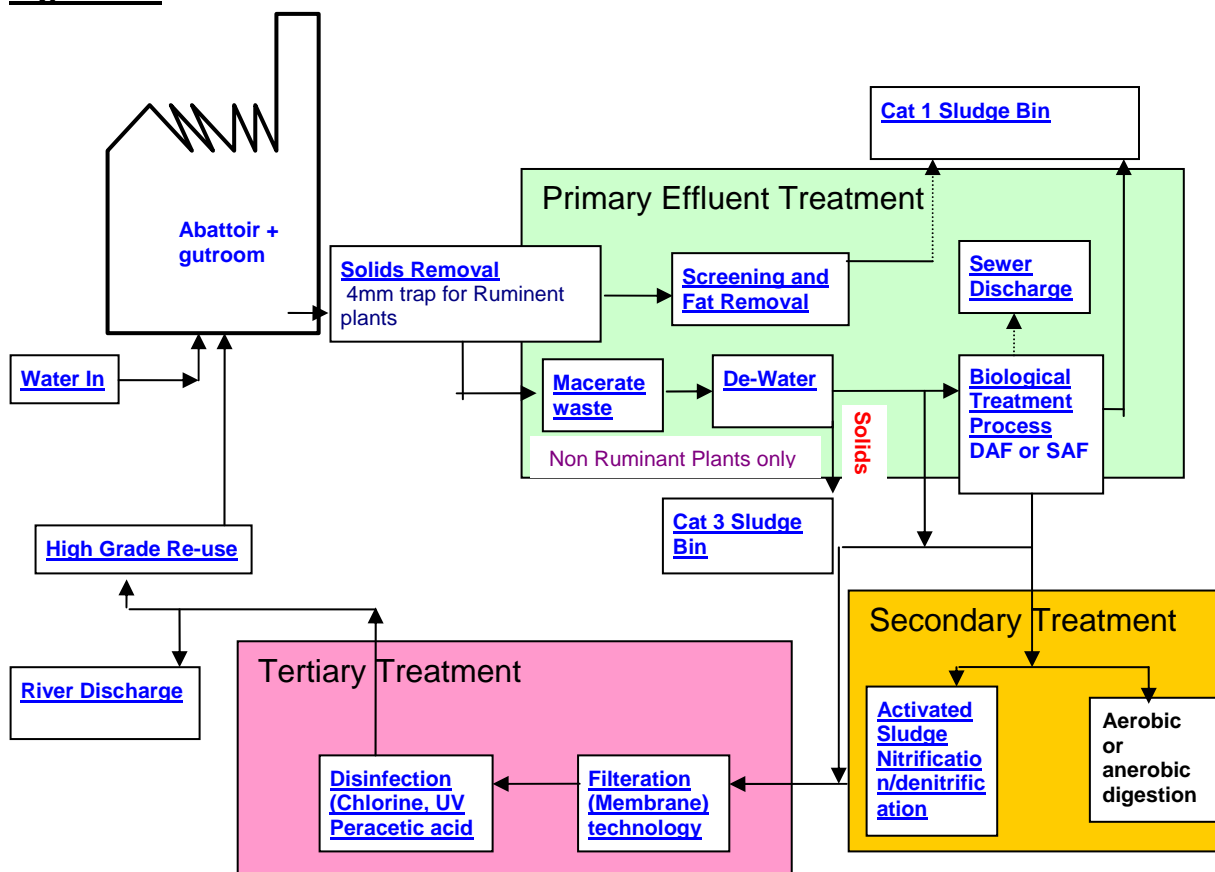 Cat 1 Sludge Bin
Primary Effluent Treatment
Abattoir +
gutroom
Solids Removal
4mm trap for Ruminent
plants
Screening and
Fat Removal
Sewer
Discharge
Water In
Macerate
waste
De-Water
Biological
Treatment
Process
DAF or SAF
Solids
Non Ruminant Plants only
Cat 3 Sludge
Bin
High Grade Re-use
Secondary Treatment
Tertiary Treatment
River Discharge
Activated
Sludge
Nitrificatio
n/denitrific
ation
Aerobic
or
anerobic
digestion
Disinfection
(Chlorine, UV
Peracetic acid
Filteration
(Membrane)
technology